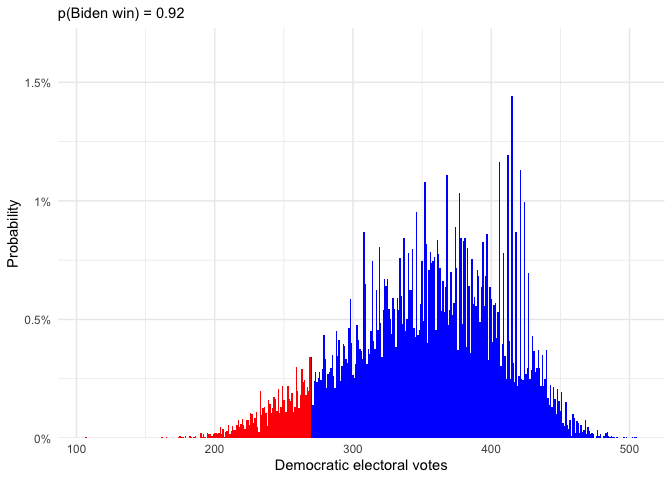 p(Biden win) = 0.92
1.5%
1%
0.5%
0%
Probability
100 200 300 400 500
Democratic electoral votes